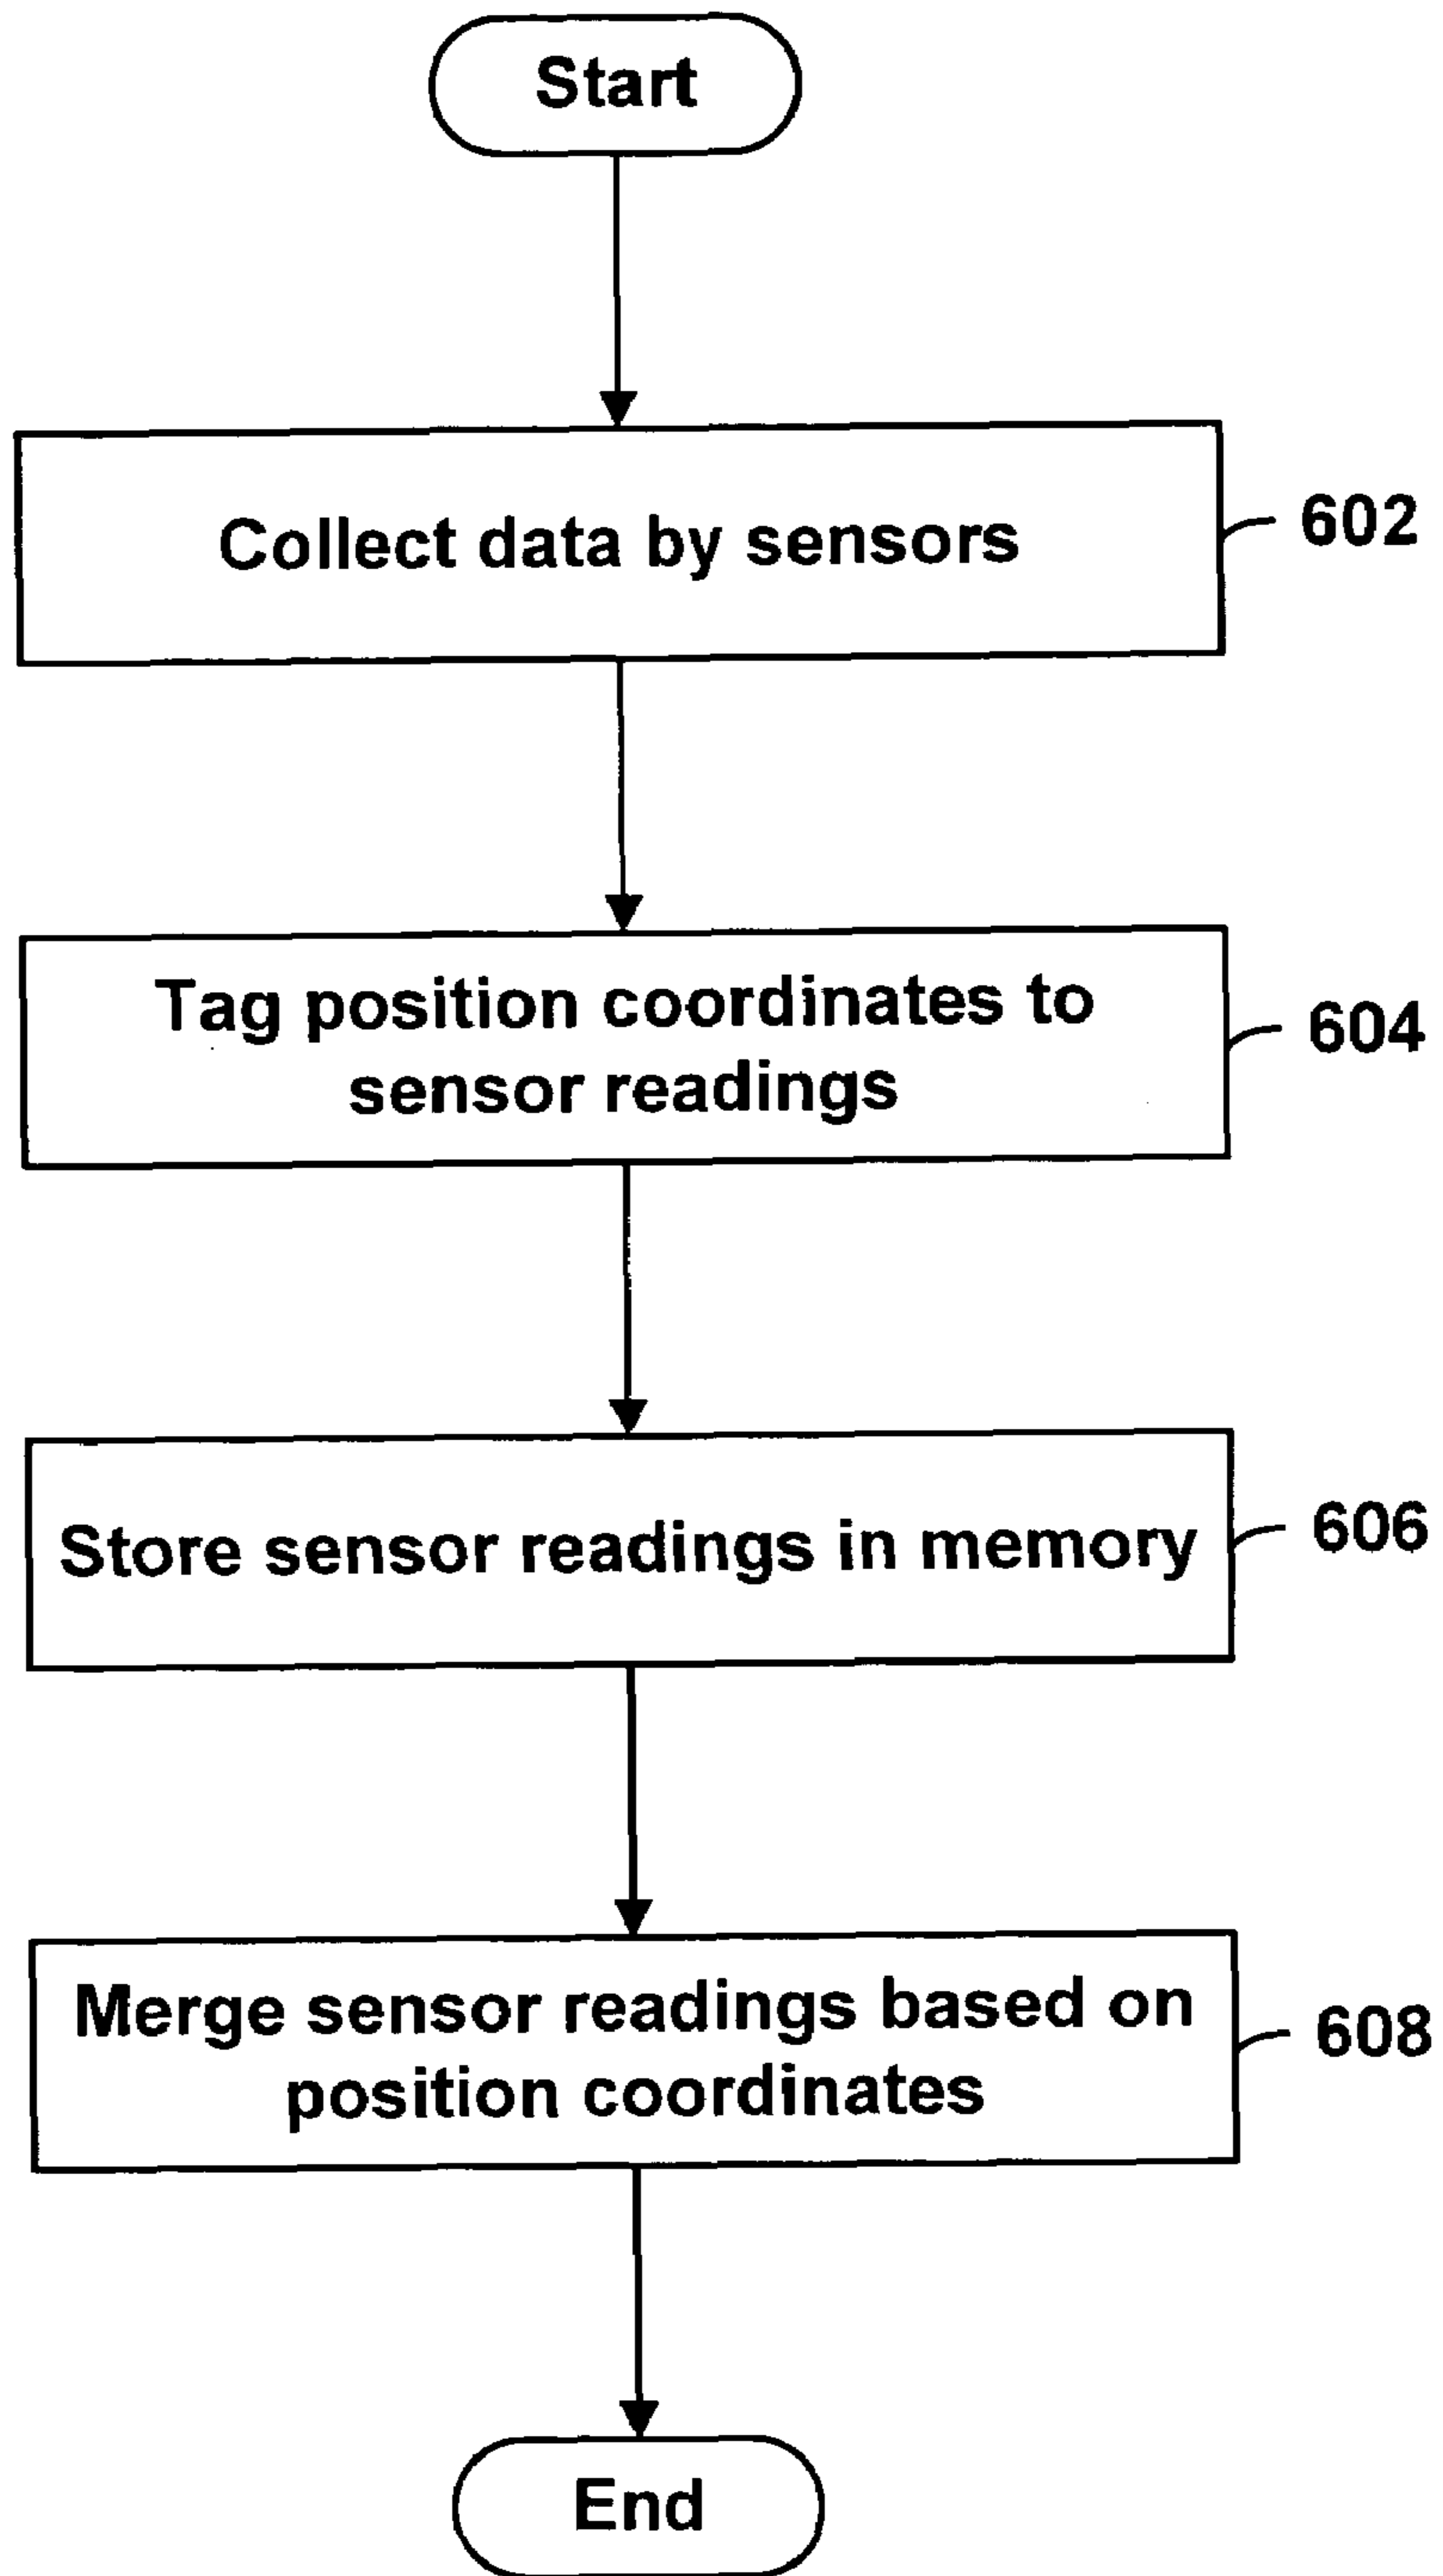 Start
Collect data by sensors
602
Tag position coordinates to
sensor readings
604
Store sensor readings in memory
606
Merge sensor readings based on
position coordinates
608
End